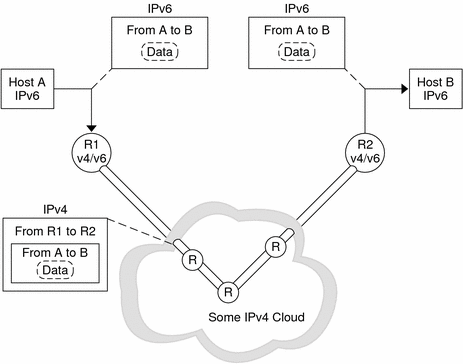 IPv6
From A to B
Data
IPv6
From A to B
Data
Host A
IPv6
Host B
IPv6
R1
v4/v6
R2
v4/v6
IPv4
From R1 to R2
From A to B
Data
R
R
R
Some IPv4 Cloud